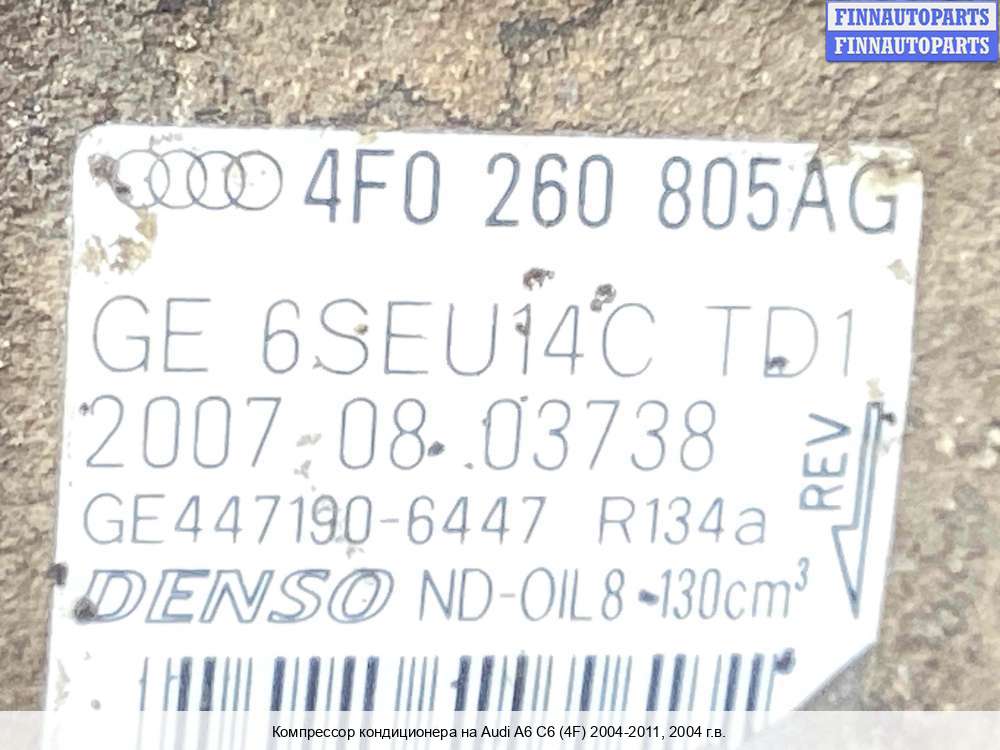 FINNAUTOPARTS
FINNAUTOPARTS
4F0 260 805AG
GE 6SEU14C TD1
2007 08 03738
REV
GE447190-6447 R134a
DENSO ND-OIL8 -130cm³
Компрессор кондиционера на Audi A6 C6 (4F) 2004-2011, 2004 г.в.